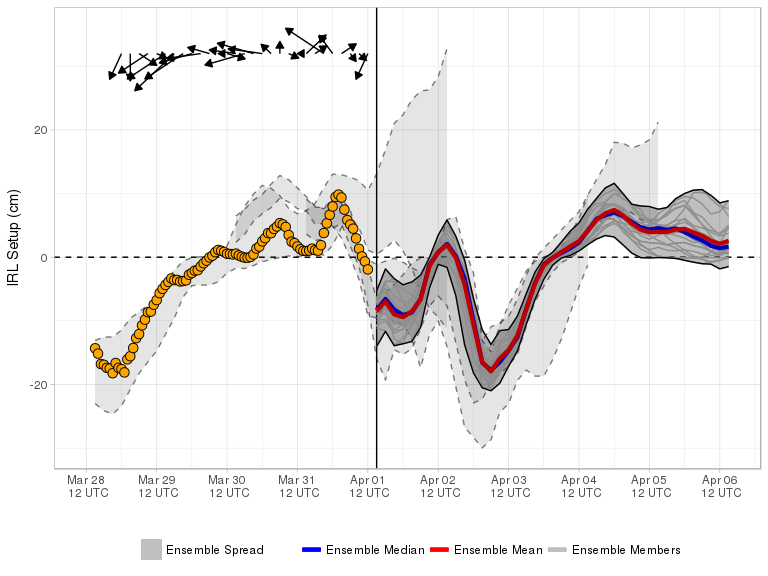 IRL Setup (cm)
20
0
-20
Mar 28 Mar 29 Mar 30 Mar 31 Apr 01 Apr 02 Apr 03 Apr 04 Apr 05 Apr 06
12 UTC 12 UTC 12 UTC 12 UTC 12 UTC 12 UTC 12 UTC 12 UTC 12 UTC 12 UTC
Ensemble Spread Ensemble Median Ensemble Mean Ensemble Members